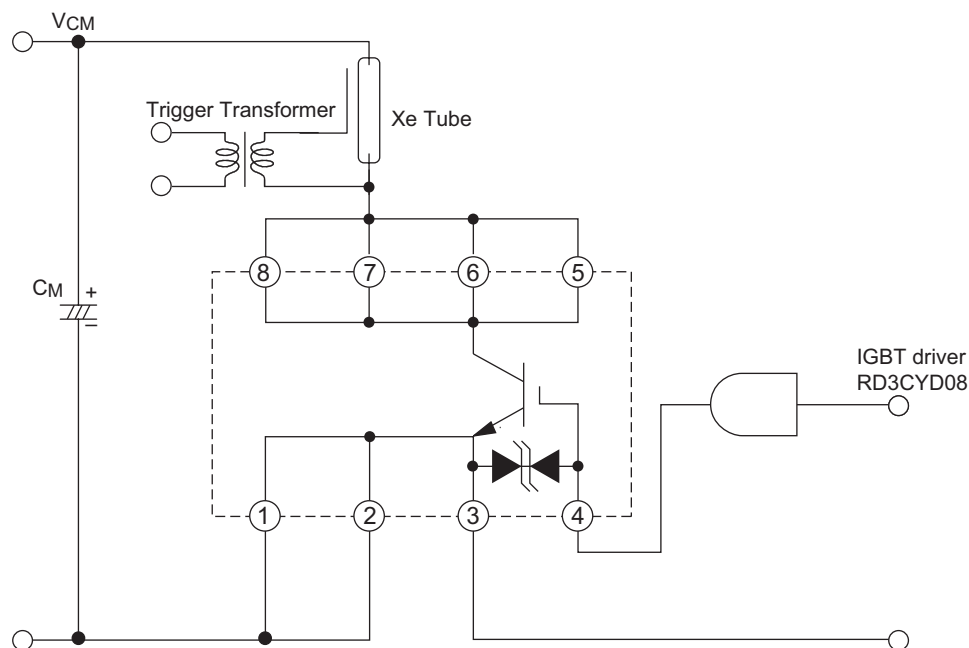 VCM
Trigger Transformer
Xe Tube
8
7
6
5
CM
+
−
IGBT driver
RD3CYD08
1
2
3
4